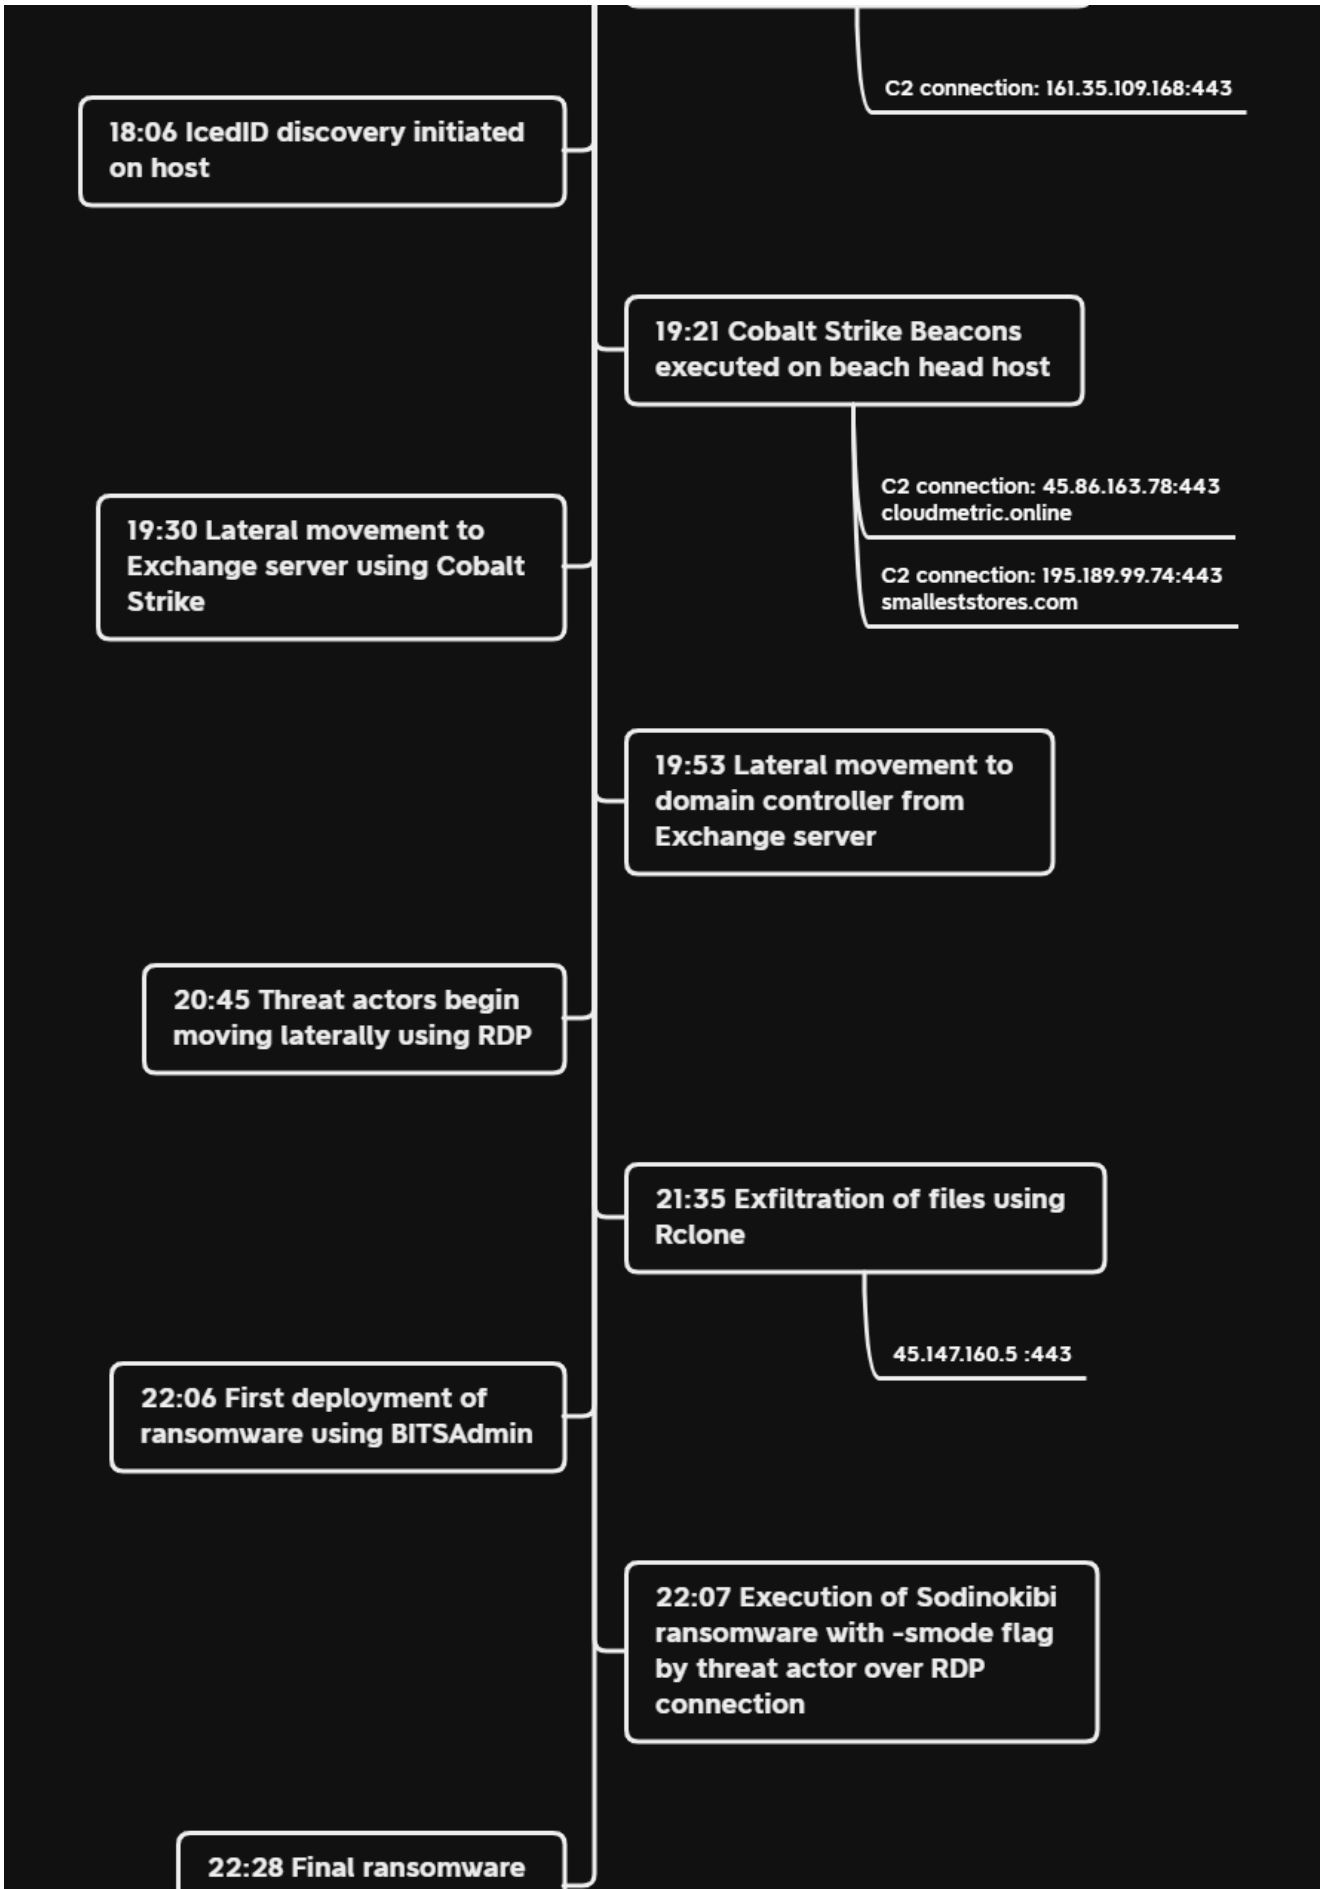 C2 connection: 161.35.109.168:443
18:06 IcedID discovery initiated
on host
19:21 Cobalt Strike Beacons
executed on beach head host
C2 connection: 45.86.163.78:443
cloudmetric.online
19:30 Lateral movement to
Exchange server using Cobalt
Strike
C2 connection: 195.189.99.74:443
smalleststores.com
19:53 Lateral movement to
domain controller from
Exchange server
20:45 Threat actors begin
moving laterally using RDP
21:35 Exfiltration of files using
Rclone
45.147.160.5 :443
22:06 First deployment of
ransomware using BITSAdmin
22:07 Execution of Sodinokibi
ransomware with -smode flag
by threat actor over RDP
connection
22:28 Final ransomware